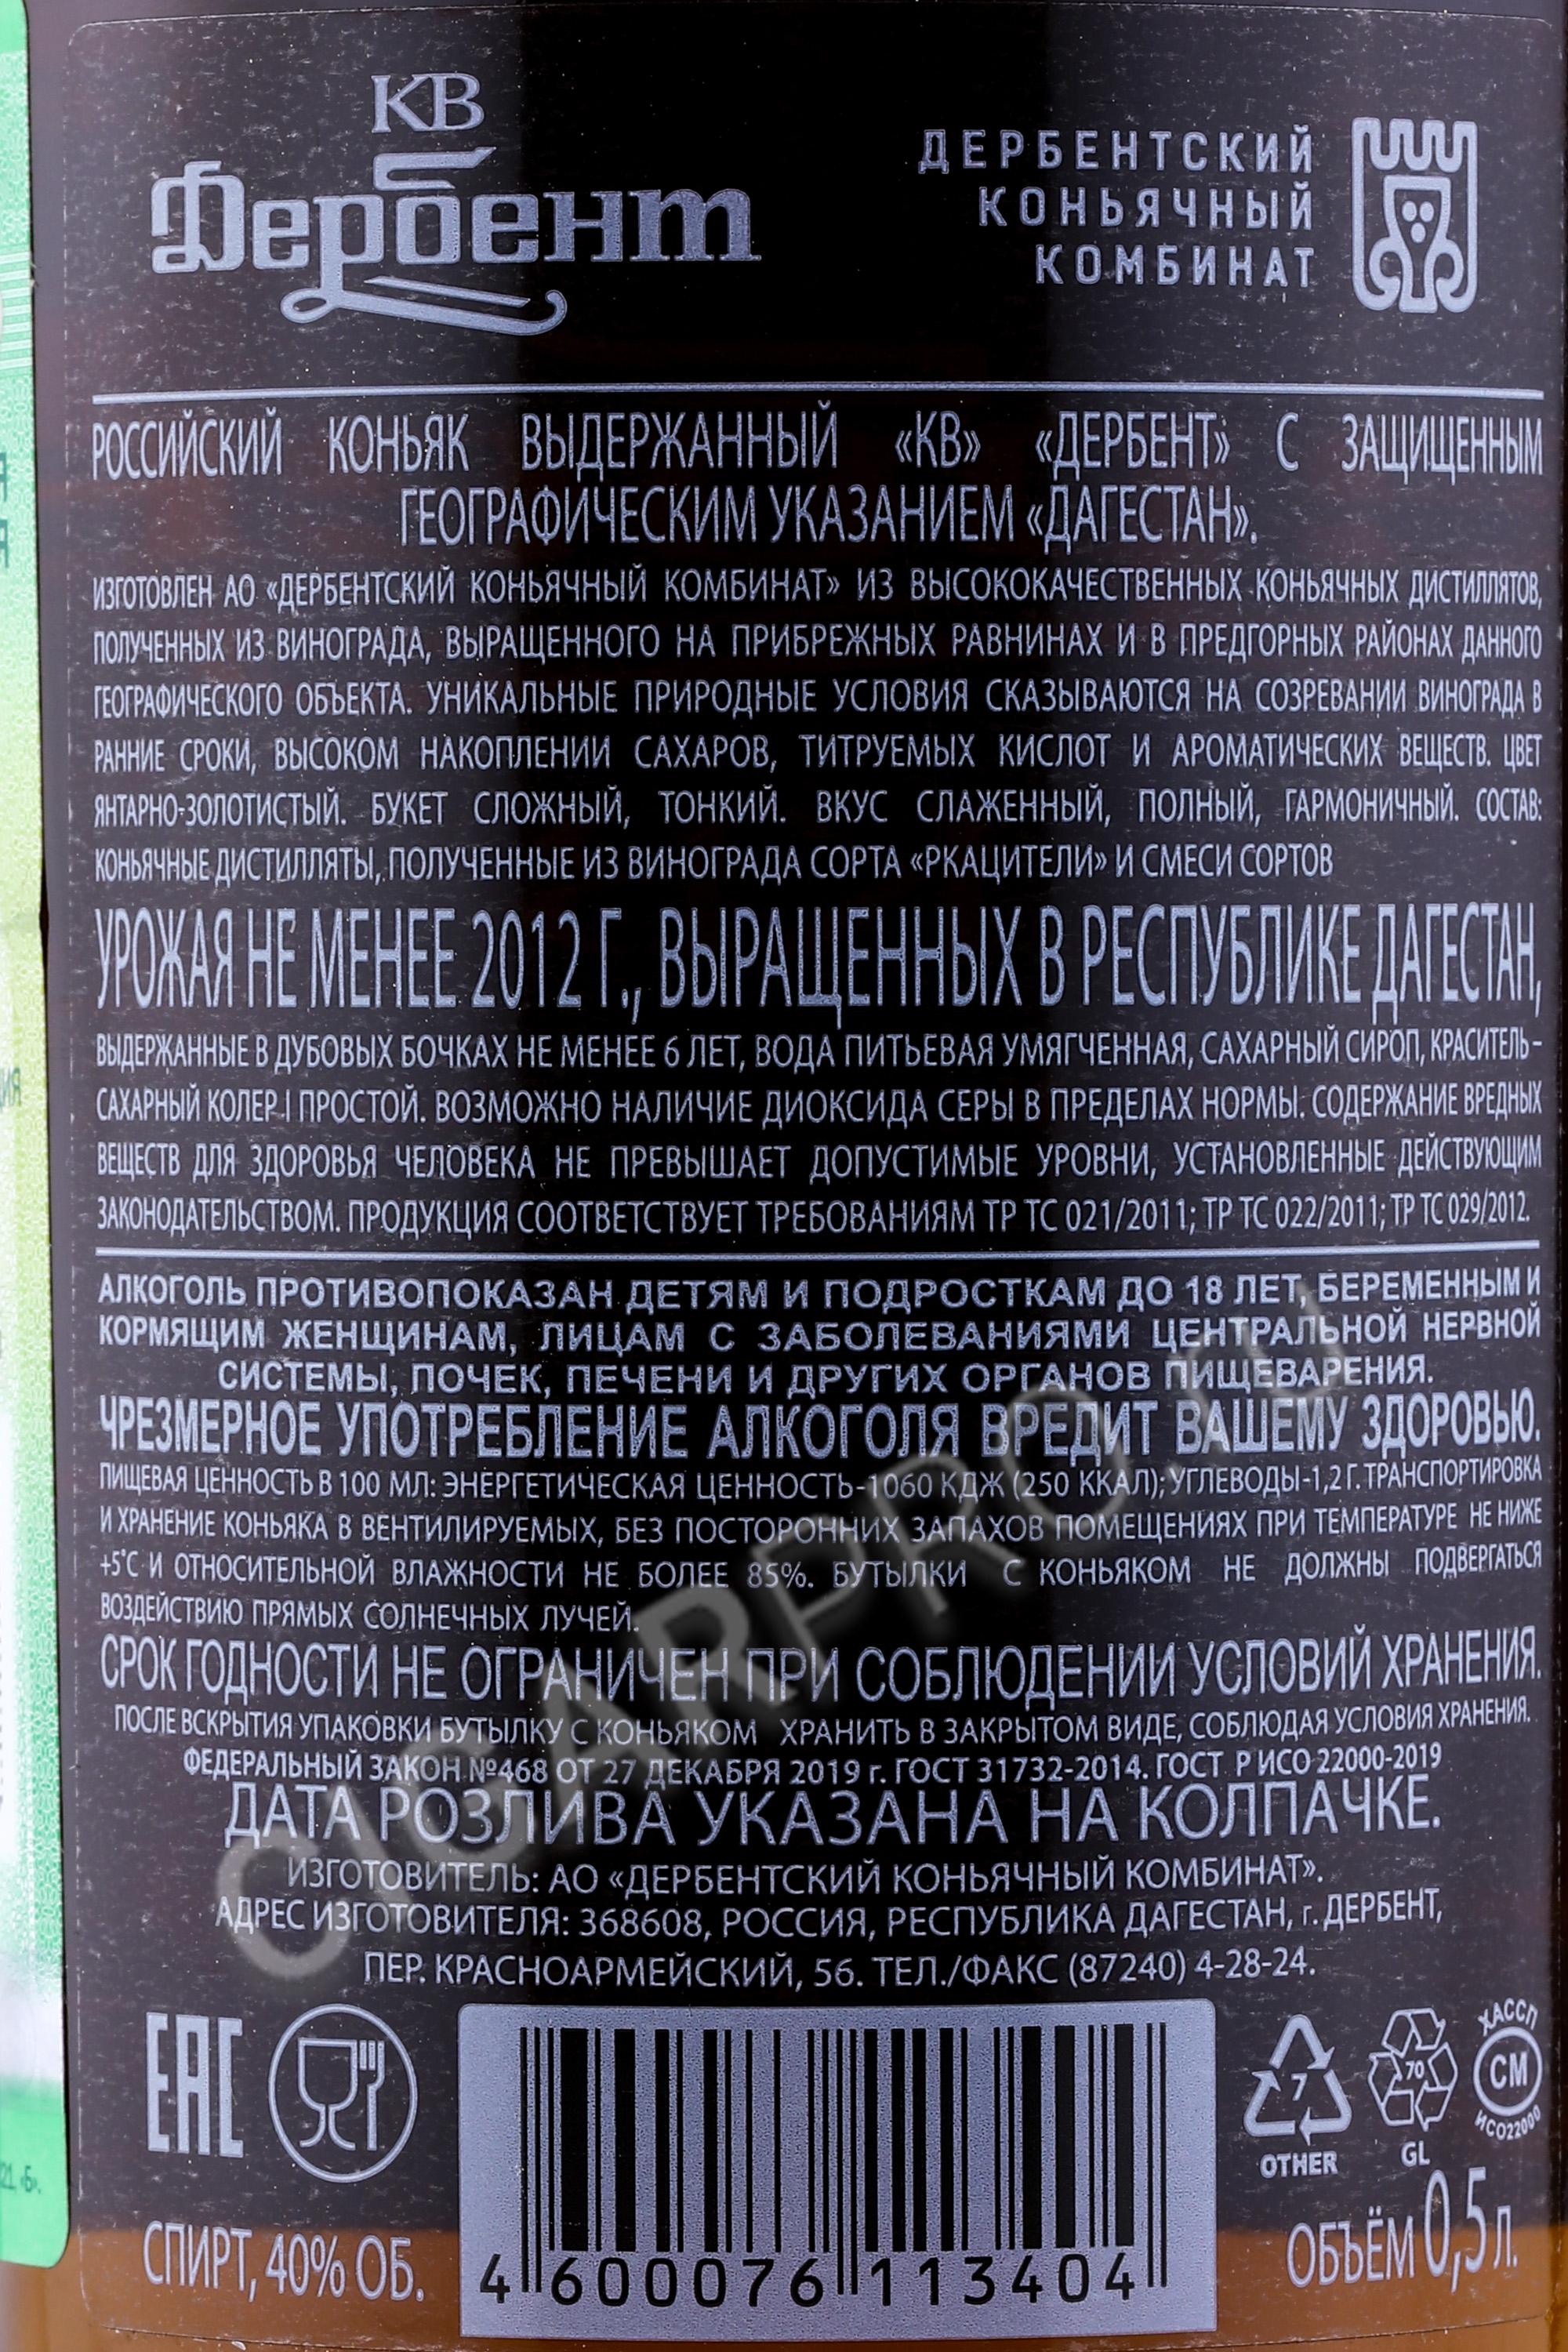 КВ
Дербент
ДЕРБЕНТСКИЙ
КОНЬЯЧНЫЙ
КОМБИНАТ
РОССИЙСКИЙ КОНЬЯК ВЫДЕРЖАННЫЙ «КВ» «ДЕРБЕНТ» С ЗАЩИЩЕННЫМ
ГЕОГРАФИЧЕСКИМ УКАЗАНИЕМ «ДАГЕСТАН».
ИЗГОТОВЛЕН АО «ДЕРБЕНТСКИЙ КОНЬЯЧНЫЙ КОМБИНАТ» ИЗ ВЫСОКОКАЧЕСТВЕННЫХ КОНЬЯЧНЫХ ДИСТИЛЛЯТОВ,
ПОЛУЧЕННЫХ ИЗ ВИНОГРАДА, ВЫРАЩЕННОГО НА ПРИБРЕЖНЫХ РАВНИНАХ И В ПРЕДГОРНЫХ РАЙОНАХ ДАННОГО
ГЕОГРАФИЧЕСКОГО ОБЪЕКТА. УНИКАЛЬНЫЕ ПРИРОДНЫЕ УСЛОВИЯ СКАЗЫВАЮТСЯ НА СОЗРЕВАНИИ ВИНОГРАДА В
РАННИЕ СРОКИ, ВЫСОКОМ НАКОПЛЕНИИ САХАРОВ, ТИТРУЕМЫХ КИСЛОТ И АРОМАТИЧЕСКИХ ВЕЩЕСТВ. ЦВЕТ
ЯНТАРНО-ЗОЛОТИСТЫЙ. БУКЕТ СЛОЖНЫЙ, ТОНКИЙ. ВКУС СЛАЖЕННЫЙ, ПОЛНЫЙ, ГАРМОНИЧНЫЙ. СОСТАВ:
КОНЬЯЧНЫЕ ДИСТИЛЛЯТЫ, ПОЛУЧЕННЫЕ ИЗ ВИНОГРАДА СОРТА «РКАЦИТЕЛИ» И СМЕСИ СОРТОВ
УРОЖАЯ НЕ МЕНЕЕ 2012 Г., ВЫРАЩЕННЫХ В РЕСПУБЛИКЕ ДАГЕСТАН,
ВЫДЕРЖАННЫЕ В ДУБОВЫХ БОЧКАХ НЕ МЕНЕЕ 6 ЛЕТ, ВОДА ПИТЬЕВАЯ УМЯГЧЕННАЯ, САХАРНЫЙ СИРОП, КРАСИТЕЛЬ –
САХАРНЫЙ КОЛЕР I ПРОСТОЙ. ВОЗМОЖНО НАЛИЧИЕ ДИОКСИДА СЕРЫ В ПРЕДЕЛАХ НОРМЫ. СОДЕРЖАНИЕ ВРЕДНЫХ
ВЕЩЕСТВ ДЛЯ ЗДОРОВЬЯ ЧЕЛОВЕКА НЕ ПРЕВЫШАЕТ ДОПУСТИМЫЕ УРОВНИ, УСТАНОВЛЕННЫЕ ДЕЙСТВУЮЩИМ
ЗАКОНОДАТЕЛЬСТВОМ. ПРОДУКЦИЯ СООТВЕТСТВУЕТ ТРЕБОВАНИЯМ ТР ТС 021/2011; ТР ТС 022/2011; ТР ТС 029/2012.
АЛКОГОЛЬ ПРОТИВОПОКАЗАН ДЕТЯМ И ПОДРОСТКАМ ДО 18 ЛЕТ, БЕРЕМЕННЫМ И
КОРМЯЩИМ ЖЕНЩИНАМ, ЛИЦАМ С ЗАБОЛЕВАНИЯМИ ЦЕНТРАЛЬНОЙ НЕРВНОЙ
СИСТЕМЫ, ПОЧЕК, ПЕЧЕНИ И ДРУГИХ ОРГАНОВ ПИЩЕВАРЕНИЯ.
ЧРЕЗМЕРНОЕ УПОТРЕБЛЕНИЕ АЛКОГОЛЯ ВРЕДИТ ВАШЕМУ ЗДОРОВЬЮ.
ПИЩЕВАЯ ЦЕННОСТЬ В 100 МЛ: ЭНЕРГЕТИЧЕСКАЯ ЦЕННОСТЬ-1060 КДЖ (250 ККАЛ); УГЛЕВОДЫ-1,2 Г. ТРАНСПОРТИРОВКА
И ХРАНЕНИЕ КОНЬЯКА В ВЕНТИЛИРУЕМЫХ, БЕЗ ПОСТОРОННИХ ЗАПАХОВ ПОМЕЩЕНИЯХ ПРИ ТЕМПЕРАТУРЕ НЕ НИЖЕ
+5°С И ОТНОСИТЕЛЬНОЙ ВЛАЖНОСТИ НЕ БОЛЕЕ 85%. БУТЫЛКИ С КОНЬЯКОМ НЕ ДОЛЖНЫ ПОДВЕРГАТЬСЯ
ВОЗДЕЙСТВИЮ ПРЯМЫХ СОЛНЕЧНЫХ ЛУЧЕЙ.
СРОК ГОДНОСТИ НЕ ОГРАНИЧЕН ПРИ СОБЛЮДЕНИИ УСЛОВИЙ ХРАНЕНИЯ.
ПОСЛЕ ВСКРЫТИЯ УПАКОВКИ БУТЫЛКУ С КОНЬЯКОМ ХРАНИТЬ В ЗАКРЫТОМ ВИДЕ, СОБЛЮДАЯ УСЛОВИЯ ХРАНЕНИЯ.
ФЕДЕРАЛЬНЫЙ ЗАКОН №468 ОТ 27 ДЕКАБРЯ 2019 г. ГОСТ 31732-2014. ГОСТ Р ИСО 22000-2019
ДАТА РОЗЛИВА УКАЗАНА НА КОЛПАЧКЕ.
ИЗГОТОВИТЕЛЬ: АО «ДЕРБЕНТСКИЙ КОНЬЯЧНЫЙ КОМБИНАТ».
АДРЕС ИЗГОТОВИТЕЛЯ: 368608, РОССИЯ, РЕСПУБЛИКА ДАГЕСТАН, г. ДЕРБЕНТ,
ПЕР. КРАСНОАРМЕЙСКИЙ, 56. ТЕЛ./ФАКС (87240) 4-28-24.
CIGARPRO.RU
ЕАС
7
OTHER
70
GL
ХАССП
СМ
ИСО22000
СПИРТ, 40% ОБ.
4 600076 113404
ОБЪЁМ 0,5 Л.